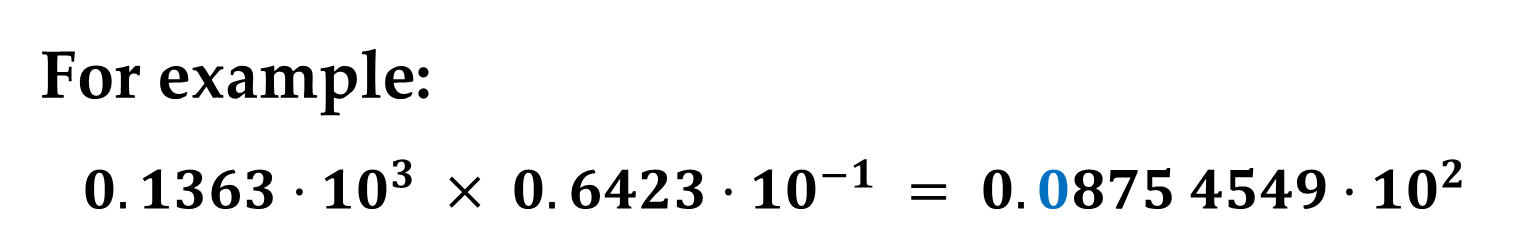 For example:
0.1363 · 10³ × 0.6423 · 10⁻¹ = 0.0875 4549 · 10²